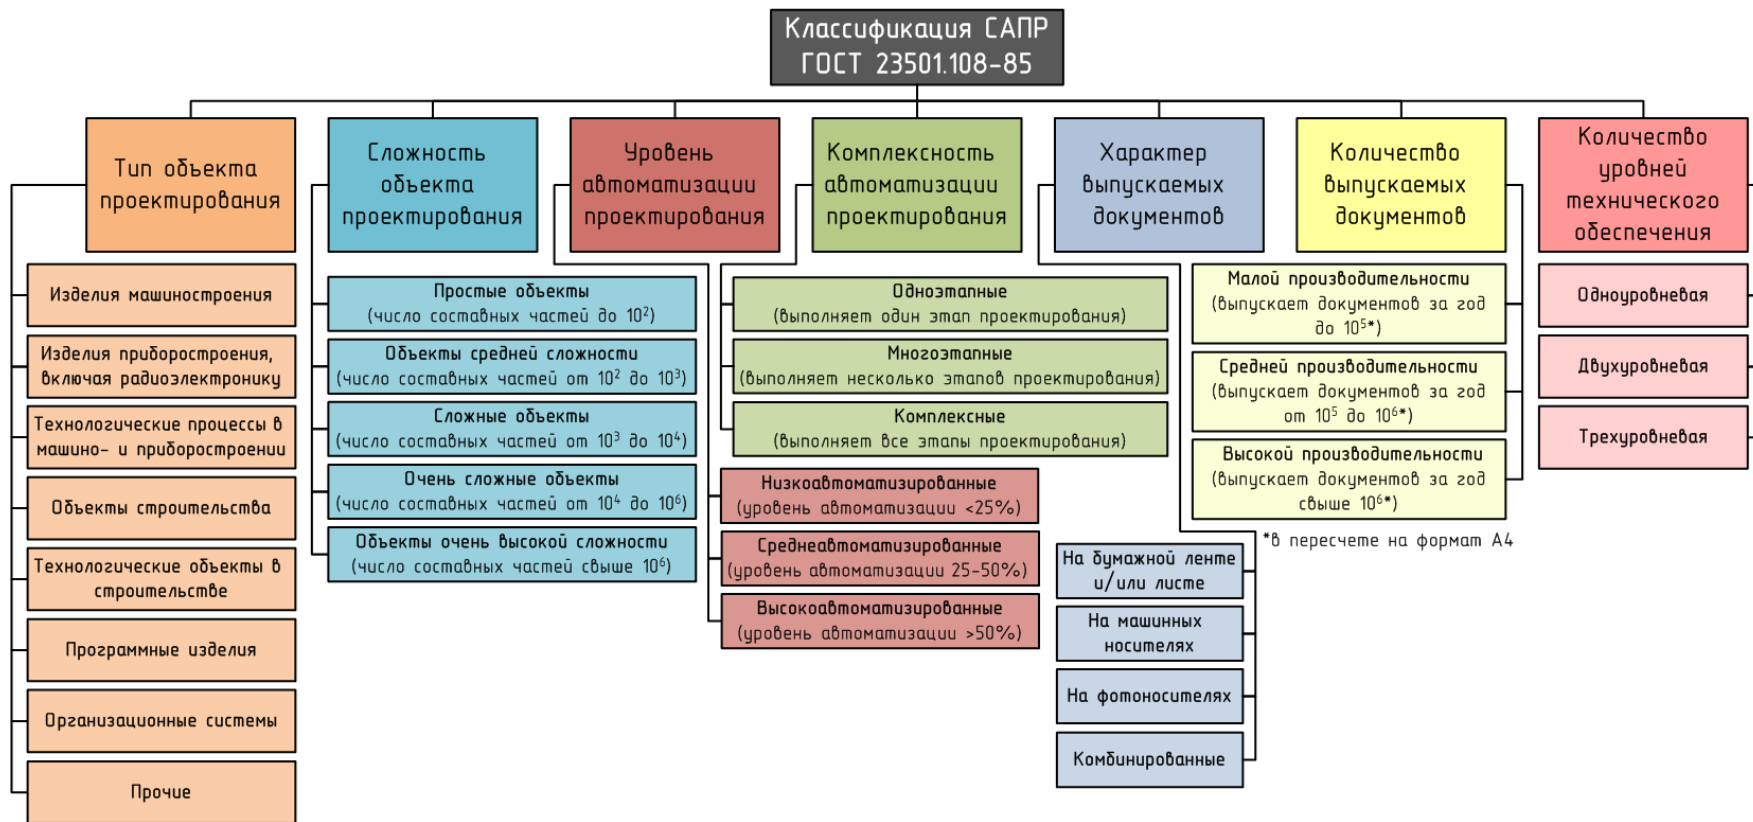 Классификация САПР
ГОСТ 23501.108-85
Тип объекта
проектирования
Изделия машиностроения
Изделия приборостроения,
включая радиоэлектронику
Технологические процессы в
машино- и приборостроении
Объекты строительства
Технологические объекты в
строительстве
Программные изделия
Организационные системы
Прочие
Сложность
объекта
проектирования
Простые объекты
(число составных частей до 10²)
Объекты средней сложности
(число составных частей от 10² до 10³)
Сложные объекты
(число составных частей от 10³ до 10⁴)
Очень сложные объекты
(число составных частей от 10⁴ до 10⁶)
Объекты очень высокой сложности
(число составных частей свыше 10⁶)
Уровень
автоматизации
проектирования
Низкоавтоматизированные
(уровень автоматизации <25%)
Среднеавтоматизированные
(уровень автоматизации 25-50%)
Высокоавтоматизированные
(уровень автоматизации >50%)
Комплексность
автоматизации
проектирования
Одноэтапные
(выполняет один этап проектирования)
Многоэтапные
(выполняет несколько этапов проектирования)
Комплексные
(выполняет все этапы проектирования)
Характер
выпускаемых
документов
На бумажной ленте
и/или листе
На машинных
носителях
На фотоносителях
Комбинированные
Количество
выпускаемых
документов
Малой производительности
(выпускает документов за год
до 10⁵*)
Средней производительности
(выпускает документов за год
от 10⁵ до 10⁶*)
Высокой производительности
(выпускает документов за год
свыше 10⁶*)
*в пересчете на формат А4
Количество
уровней
технического
обеспечения
Одноуровневая
Двухуровневая
Трехуровневая